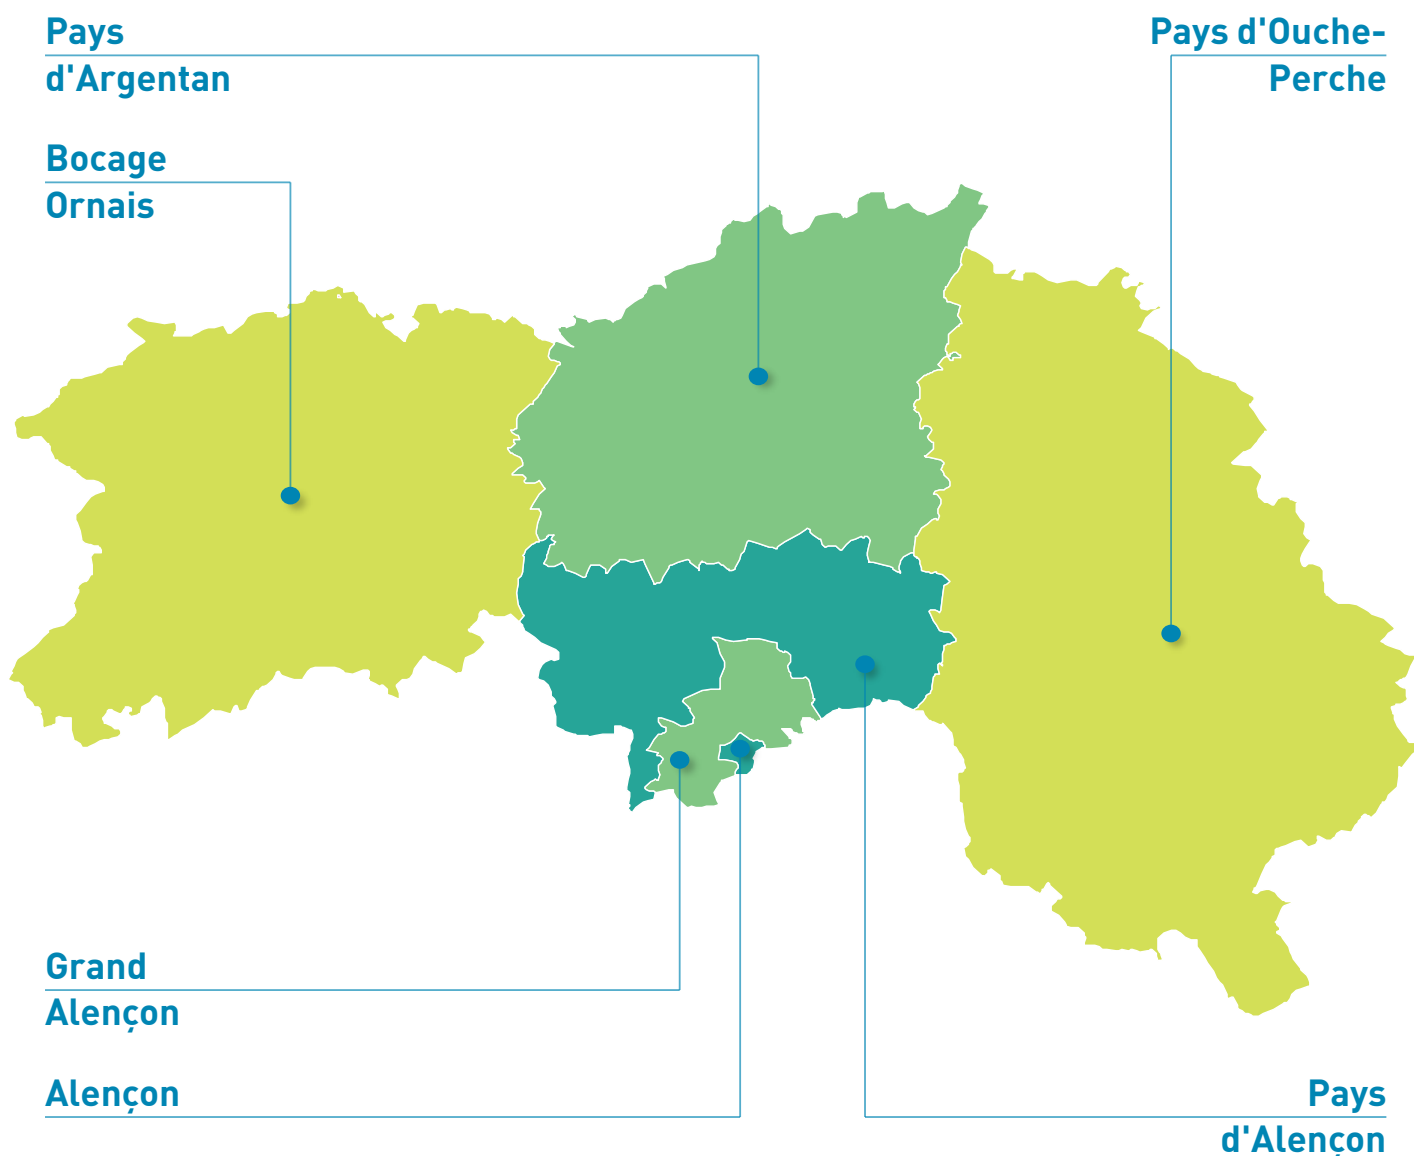 Pays
d'Argentan
Pays d'Ouche-
Perche
Bocage
Ornais
Grand
Alençon
Alençon
Pays
d'Alençon